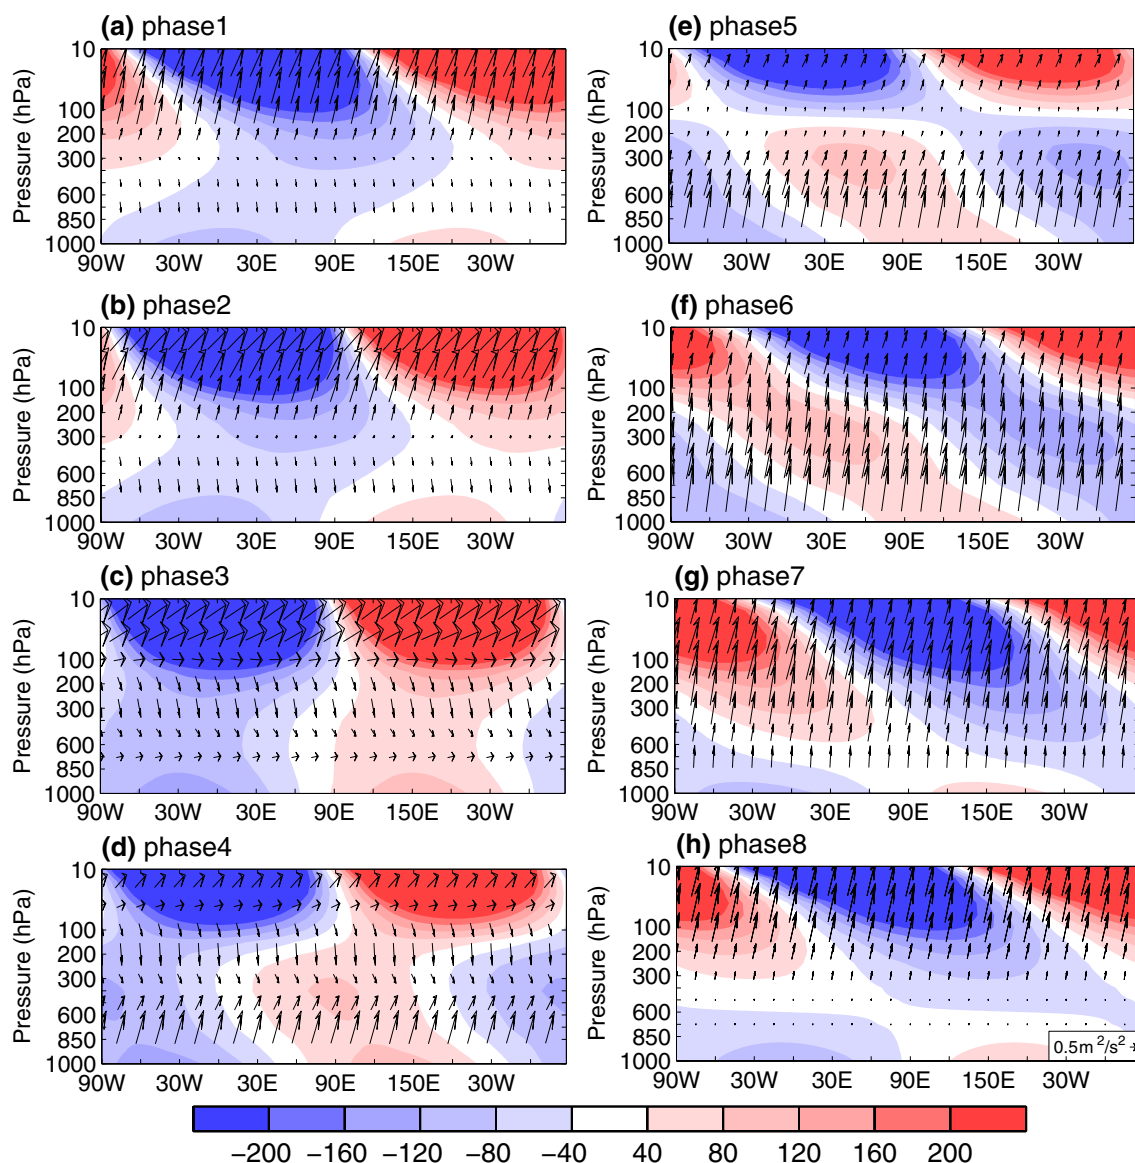 (a) phase1
Pressure (hPa)
10
100
200
300
600
850
1000
90W 30W 30E 90E 150E 30W
(e) phase5
Pressure (hPa)
10
100
200
300
600
850
1000
90W 30W 30E 90E 150E 30W
(b) phase2
Pressure (hPa)
10
100
200
300
600
850
1000
90W 30W 30E 90E 150E 30W
(f) phase6
Pressure (hPa)
10
100
200
300
600
850
1000
90W 30W 30E 90E 150E 30W
(c) phase3
Pressure (hPa)
10
100
200
300
600
850
1000
90W 30W 30E 90E 150E 30W
(g) phase7
Pressure (hPa)
10
100
200
300
600
850
1000
90W 30W 30E 90E 150E 30W
(d) phase4
Pressure (hPa)
10
100
200
300
600
850
1000
90W 30W 30E 90E 150E 30W
(h) phase8
Pressure (hPa)
10
100
200
300
600
850
1000
0.5m²/s²
90W 30W 30E 90E 150E 30W
−200 −160 −120 −80 −40 40 80 120 160 200